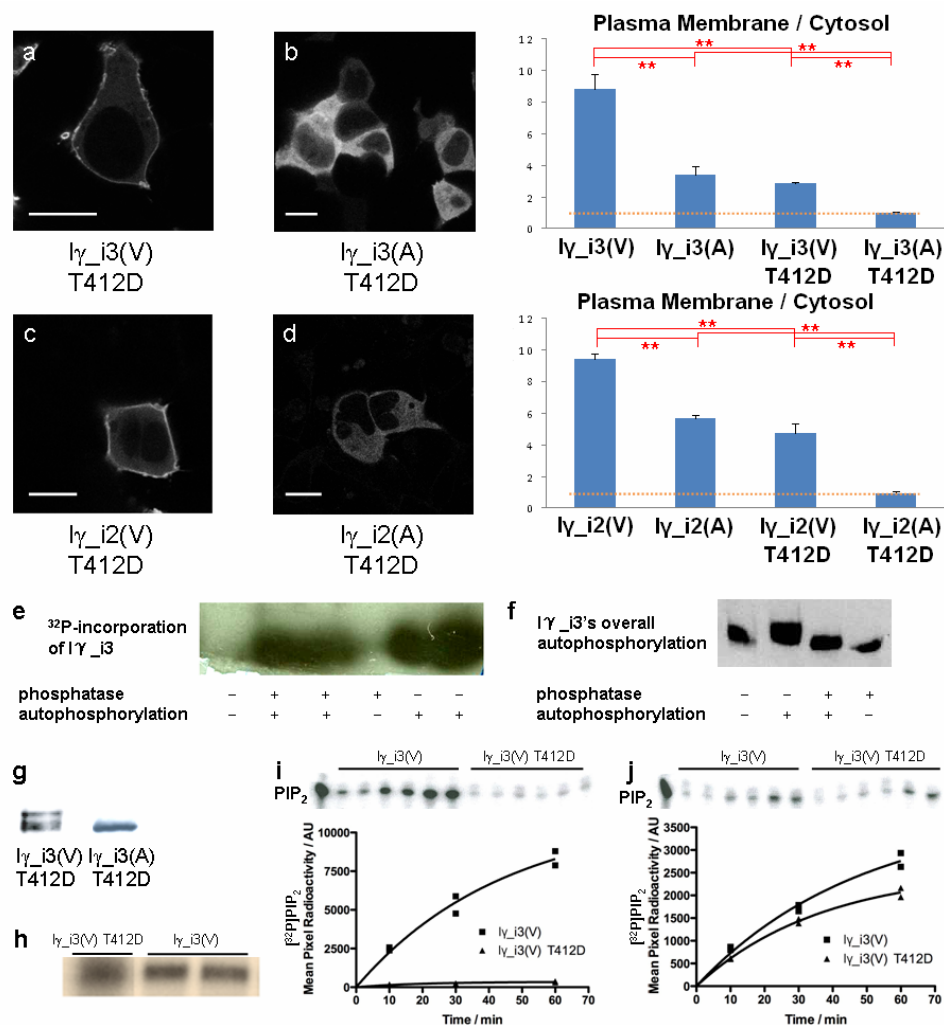 a
Iγ_i3(V)
T412D
b
Iγ_i3(A)
T412D
Plasma Membrane / Cytosol
12
10
8
6
4
2
0
**
**
**
**
Iγ_i3(V)
Iγ_i3(A)
Iγ_i3(V)
T412D
Iγ_i3(A)
T412D
c
Iγ_i2(V)
T412D
d
Iγ_i2(A)
T412D
Plasma Membrane / Cytosol
12
10
8
6
4
2
0
**
**
**
**
Iγ_i2(V)
Iγ_i2(A)
Iγ_i2(V)
T412D
Iγ_i2(A)
T412D
e
³²P-incorporation
of Iγ_i3
phosphatase – + + + – –
autophosphorylation – + + – + +
f
Iγ_i3's overall
autophosphorylation
phosphatase – – + +
autophosphorylation – + + –
g
Iγ_i3(V)
T412D
Iγ_i3(A)
T412D
h
Iγ_i3(V) T412D
Iγ_i3(V)
i
Iγ_i3(V)
Iγ_i3(V) T412D
PIP₂
[³²P]PIP₂
Mean Pixel Radioactivity / AU
10000
7500
5000
2500
0
0 10 20 30 40 50 60 70
Time / min
Iγ_i3(V)
Iγ_i3(V) T412D
j
Iγ_i3(V)
Iγ_i3(V) T412D
PIP₂
[³²P]PIP₂
Mean Pixel Radioactivity / AU
3500
3000
2500
2000
1500
1000
500
0
0 10 20 30 40 50 60 70
Time / min
Iγ_i3(V)
Iγ_i3(V) T412D